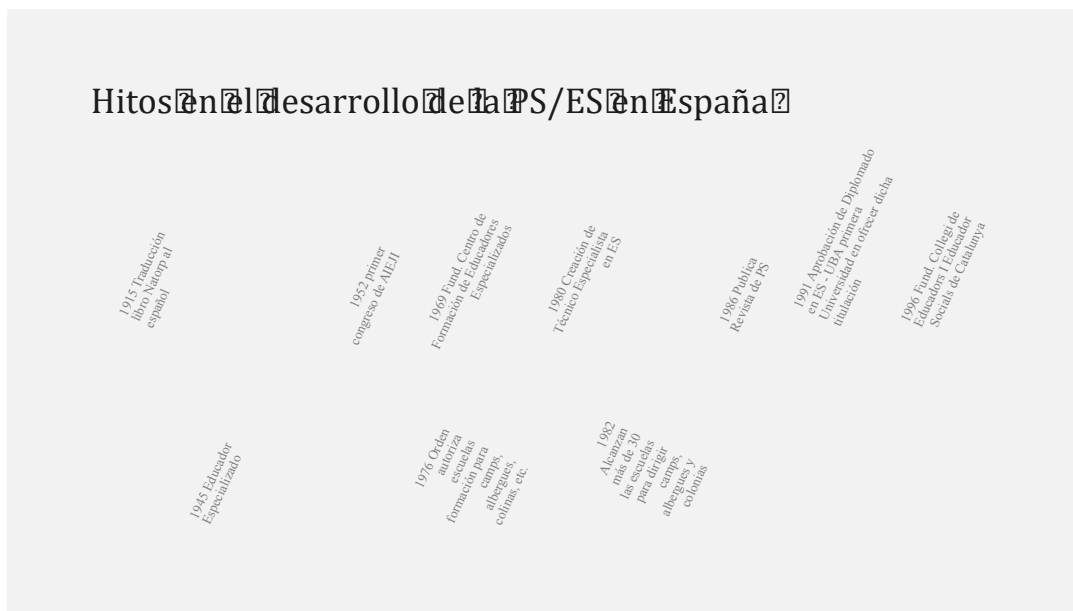 Hitos en el desarrollo de la PS/ES en España
1915 Traducción
libro Natorp al
español
1952 primer
congreso de AIEJI
1969 Fund. Centro de
Formación de Educadores
Especializados
1980 Creación de
Técnico Especialista
en ES
1986 Publica
Revista de PS
1991 Aprobación de Diplomado
en ES - UBA primera
Universidad en ofrecer dicha
titulación
1996 Fund. Collegi de
Educadors I Educador
Socials de Catalunya
1945 Educador
Especializado
1976 Orden
autoriza
escuelas
formación para
camps,
albergues,
colinas, etc.
1982
Alcanzan
más de 30
las escuelas
para dirigir
camps,
albergues y
colonias